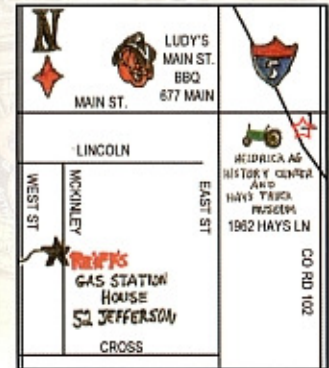 N
LUDY'S
MAIN ST.
BBQ
677 MAIN
5
MAIN ST.
LINCOLN
WEST ST
MCKINLEY
EAST ST
HEIDRICK AG
HISTORY CENTER
AND
HAYS TRUCK
MUSEUM
1962 HAYS LN
CO RD 102
REIFF'S
GAS STATION
HOUSE
52 JEFFERSON
CROSS